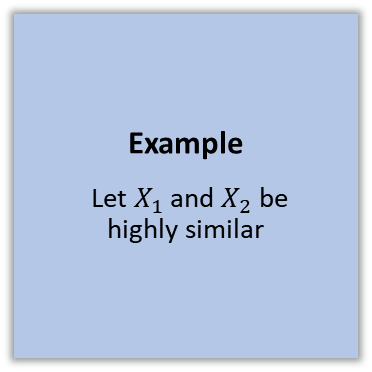 Example
Let X₁ and X₂ be
highly similar